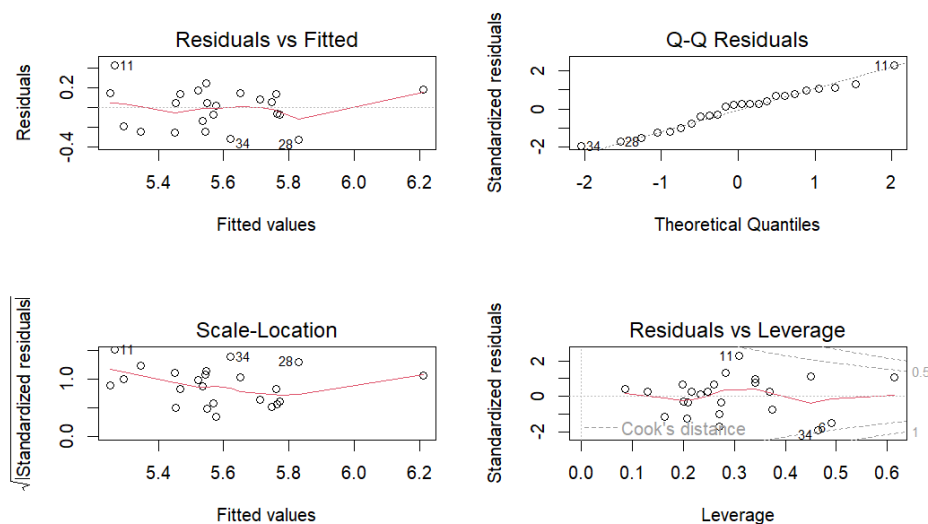 Residuals vs Fitted
Residuals
0.2
-0.4
11
34
28
5.4 5.6 5.8 6.0 6.2
Fitted values
Q-Q Residuals
Standardized residuals
2
0
-2
34
28
11
-2 -1 0 1 2
Theoretical Quantiles
Scale-Location
√|Standardized residuals|
1.0
0.0
11
34
28
5.4 5.6 5.8 6.0 6.2
Fitted values
Residuals vs Leverage
Standardized residuals
2
0
-2
11
34
6
Cook's distance
0.5
1
0.0 0.1 0.2 0.3 0.4 0.5 0.6
Leverage